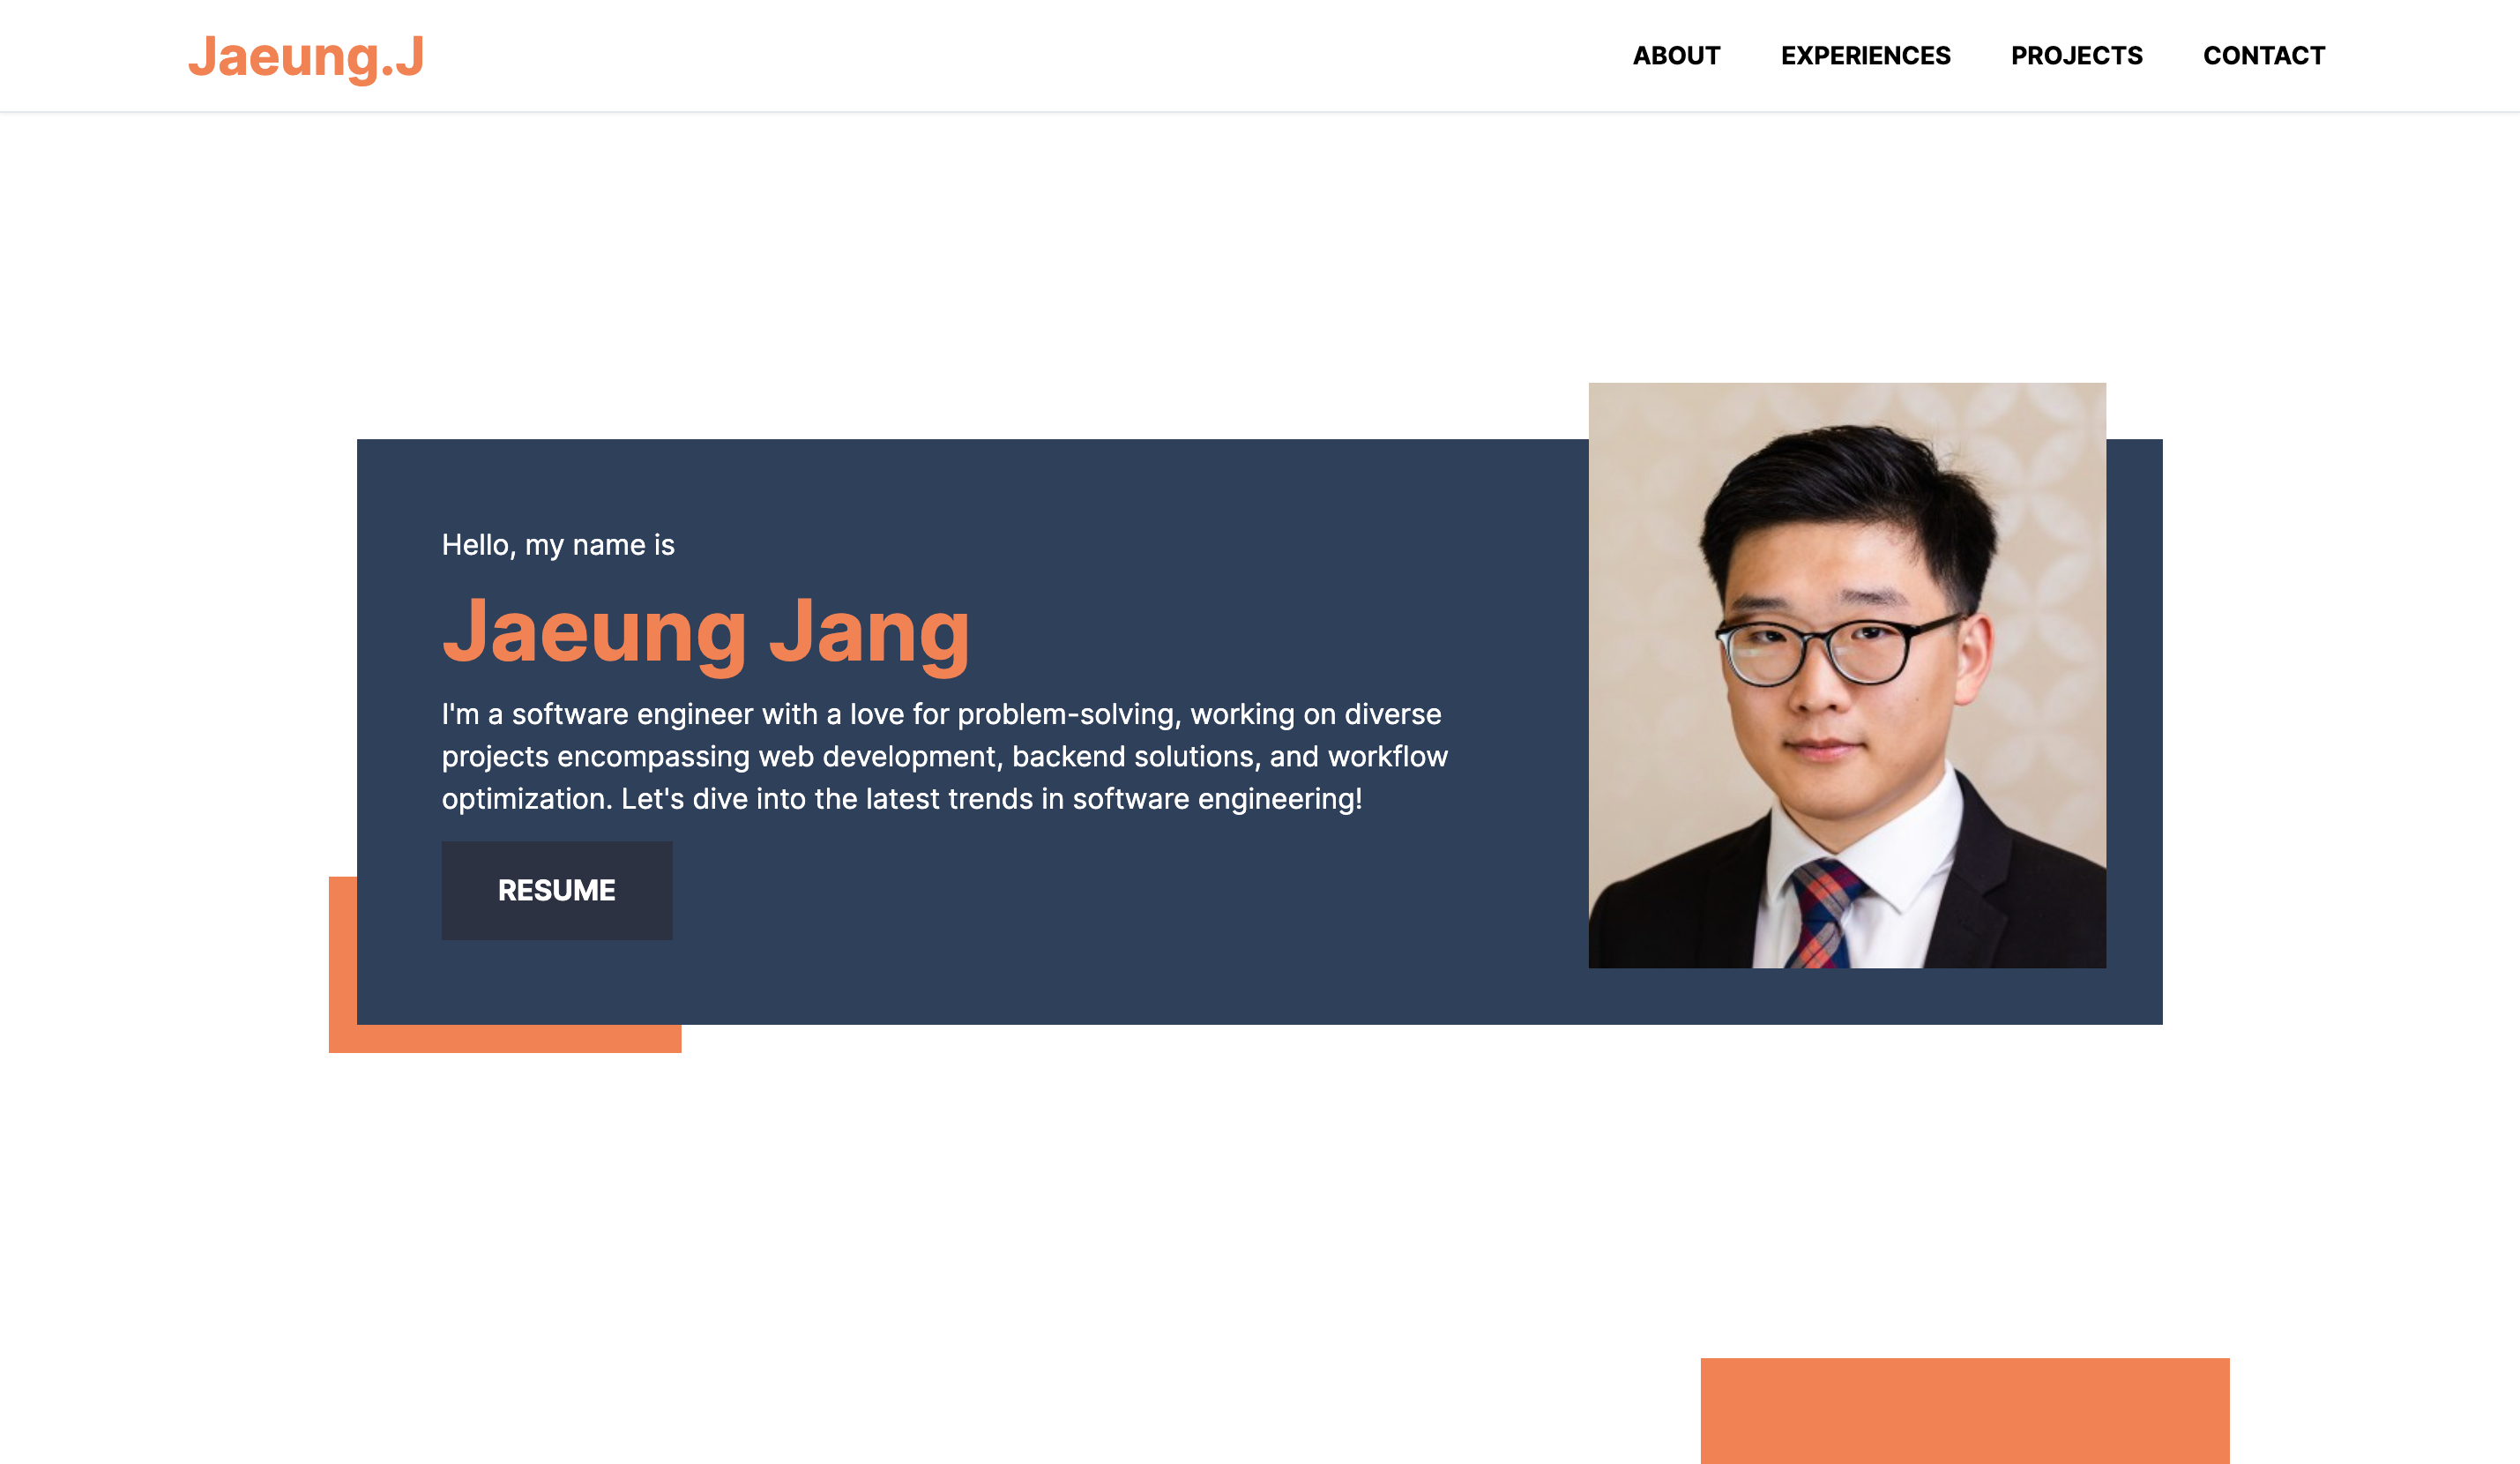 Jaeung.J
ABOUT EXPERIENCES PROJECTS CONTACT
Hello, my name is
Jaeung Jang
I'm a software engineer with a love for problem-solving, working on diverse
projects encompassing web development, backend solutions, and workflow
optimization. Let's dive into the latest trends in software engineering!
RESUME